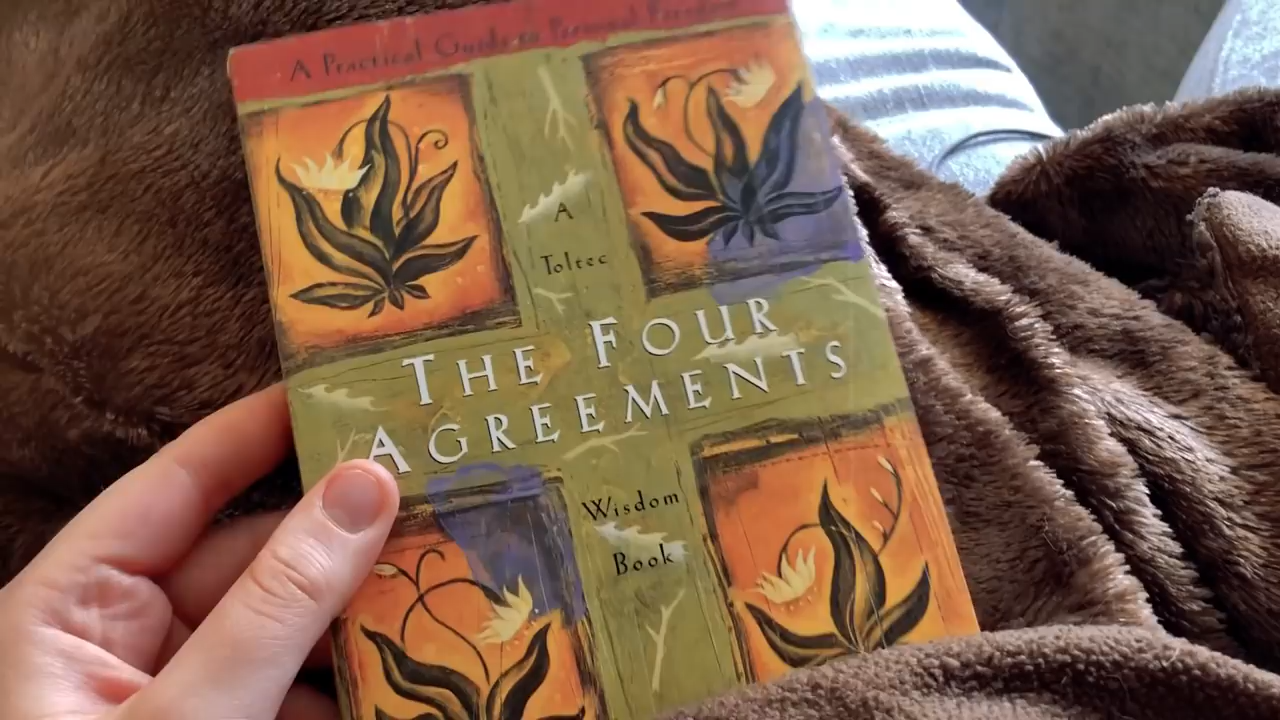 A Practical Guide to Personal Freedom
A
Toltec
THE FOUR
AGREEMENTS
Wisdom
Book